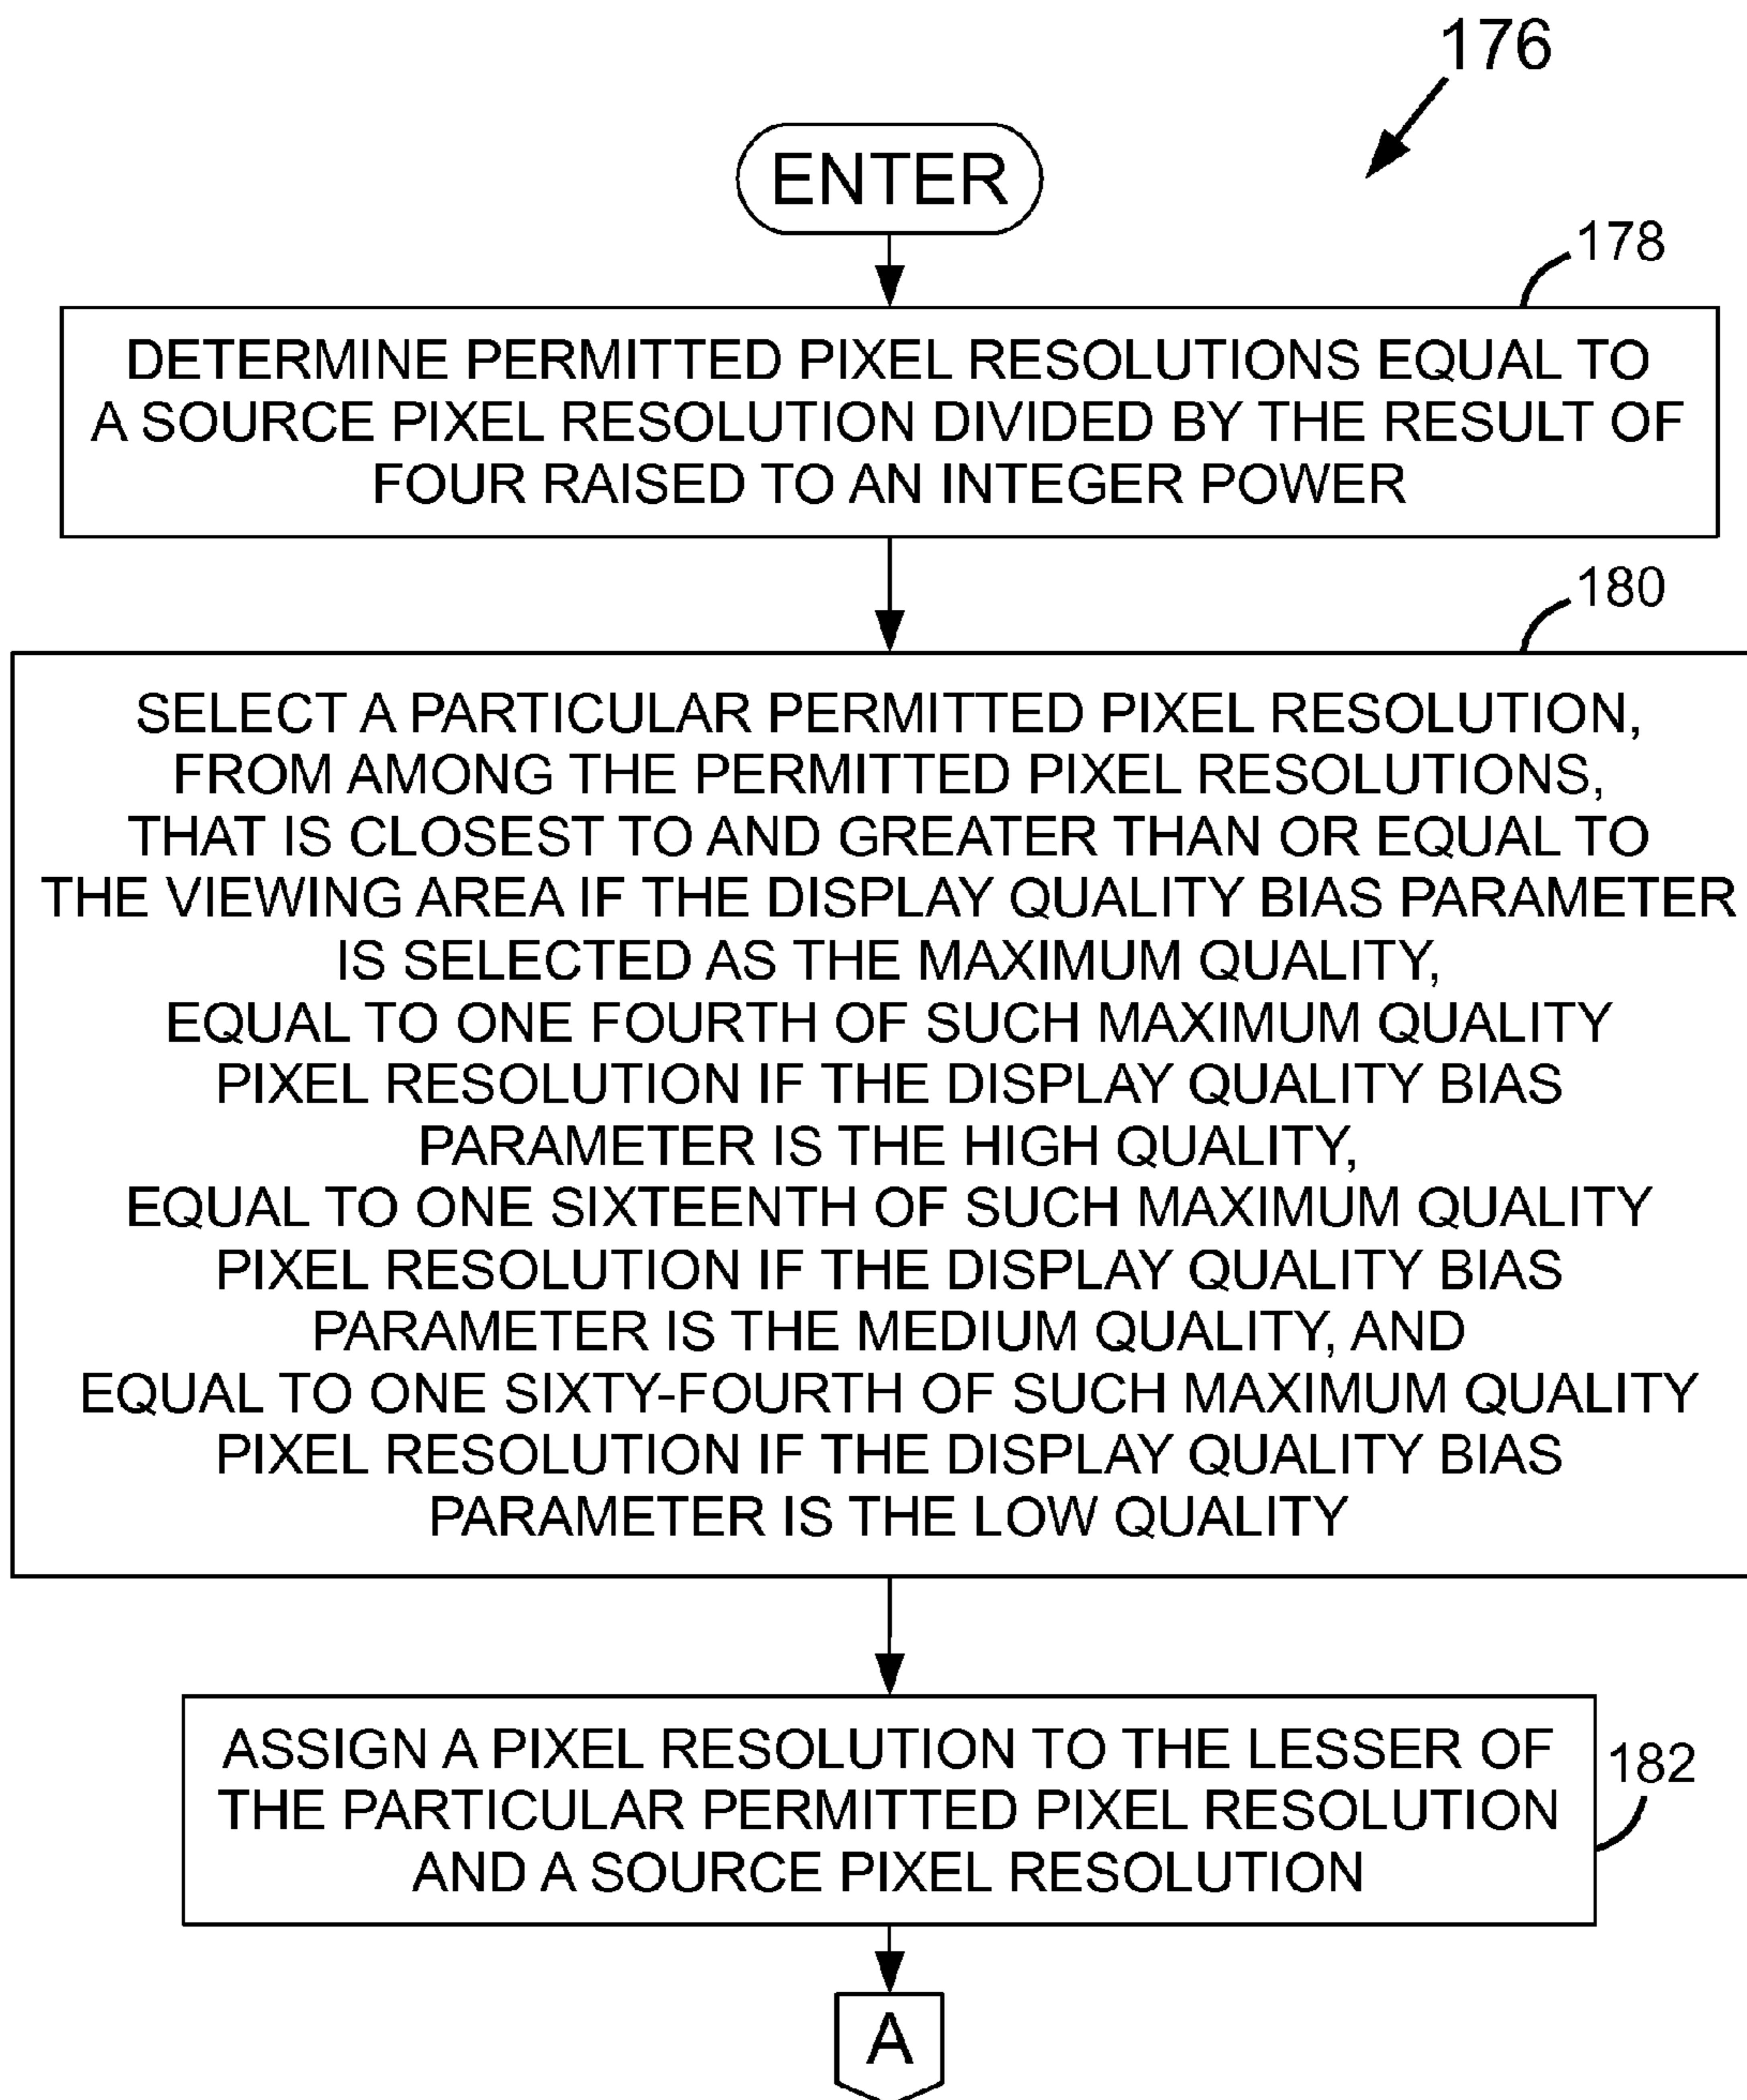 176
ENTER
178
DETERMINE PERMITTED PIXEL RESOLUTIONS EQUAL TO
A SOURCE PIXEL RESOLUTION DIVIDED BY THE RESULT OF
FOUR RAISED TO AN INTEGER POWER
180
SELECT A PARTICULAR PERMITTED PIXEL RESOLUTION,
FROM AMONG THE PERMITTED PIXEL RESOLUTIONS,
THAT IS CLOSEST TO AND GREATER THAN OR EQUAL TO
THE VIEWING AREA IF THE DISPLAY QUALITY BIAS PARAMETER
IS SELECTED AS THE MAXIMUM QUALITY,
EQUAL TO ONE FOURTH OF SUCH MAXIMUM QUALITY
PIXEL RESOLUTION IF THE DISPLAY QUALITY BIAS
PARAMETER IS THE HIGH QUALITY,
EQUAL TO ONE SIXTEENTH OF SUCH MAXIMUM QUALITY
PIXEL RESOLUTION IF THE DISPLAY QUALITY BIAS
PARAMETER IS THE MEDIUM QUALITY, AND
EQUAL TO ONE SIXTY-FOURTH OF SUCH MAXIMUM QUALITY
PIXEL RESOLUTION IF THE DISPLAY QUALITY BIAS
PARAMETER IS THE LOW QUALITY
ASSIGN A PIXEL RESOLUTION TO THE LESSER OF
THE PARTICULAR PERMITTED PIXEL RESOLUTION
AND A SOURCE PIXEL RESOLUTION
182
A